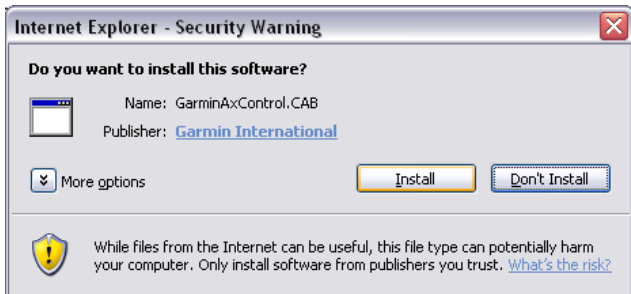 Internet Explorer - Security Warning
Do you want to install this software?
Name: GarminAxControl.CAB
Publisher: Garmin International
More options
Install
Don't Install
While files from the Internet can be useful, this file type can potentially harm
your computer. Only install software from publishers you trust. What's the risk?